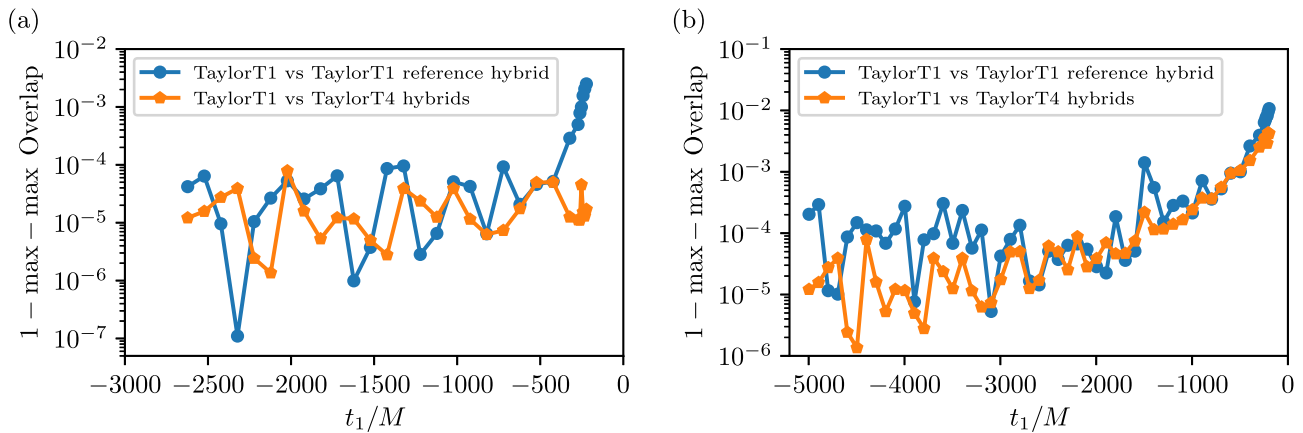 (a)
10⁻²
10⁻³
10⁻⁴
10⁻⁵
10⁻⁶
10⁻⁷
1 − max − max Overlap
TaylorT1 vs TaylorT1 reference hybrid
TaylorT1 vs TaylorT4 hybrids
−3000 −2500 −2000 −1500 −1000 −500 0
t₁/M
(b)
10⁻¹
10⁻²
10⁻³
10⁻⁴
10⁻⁵
10⁻⁶
1 − max − max Overlap
TaylorT1 vs TaylorT1 reference hybrid
TaylorT1 vs TaylorT4 hybrids
−5000 −4000 −3000 −2000 −1000 0
t₁/M